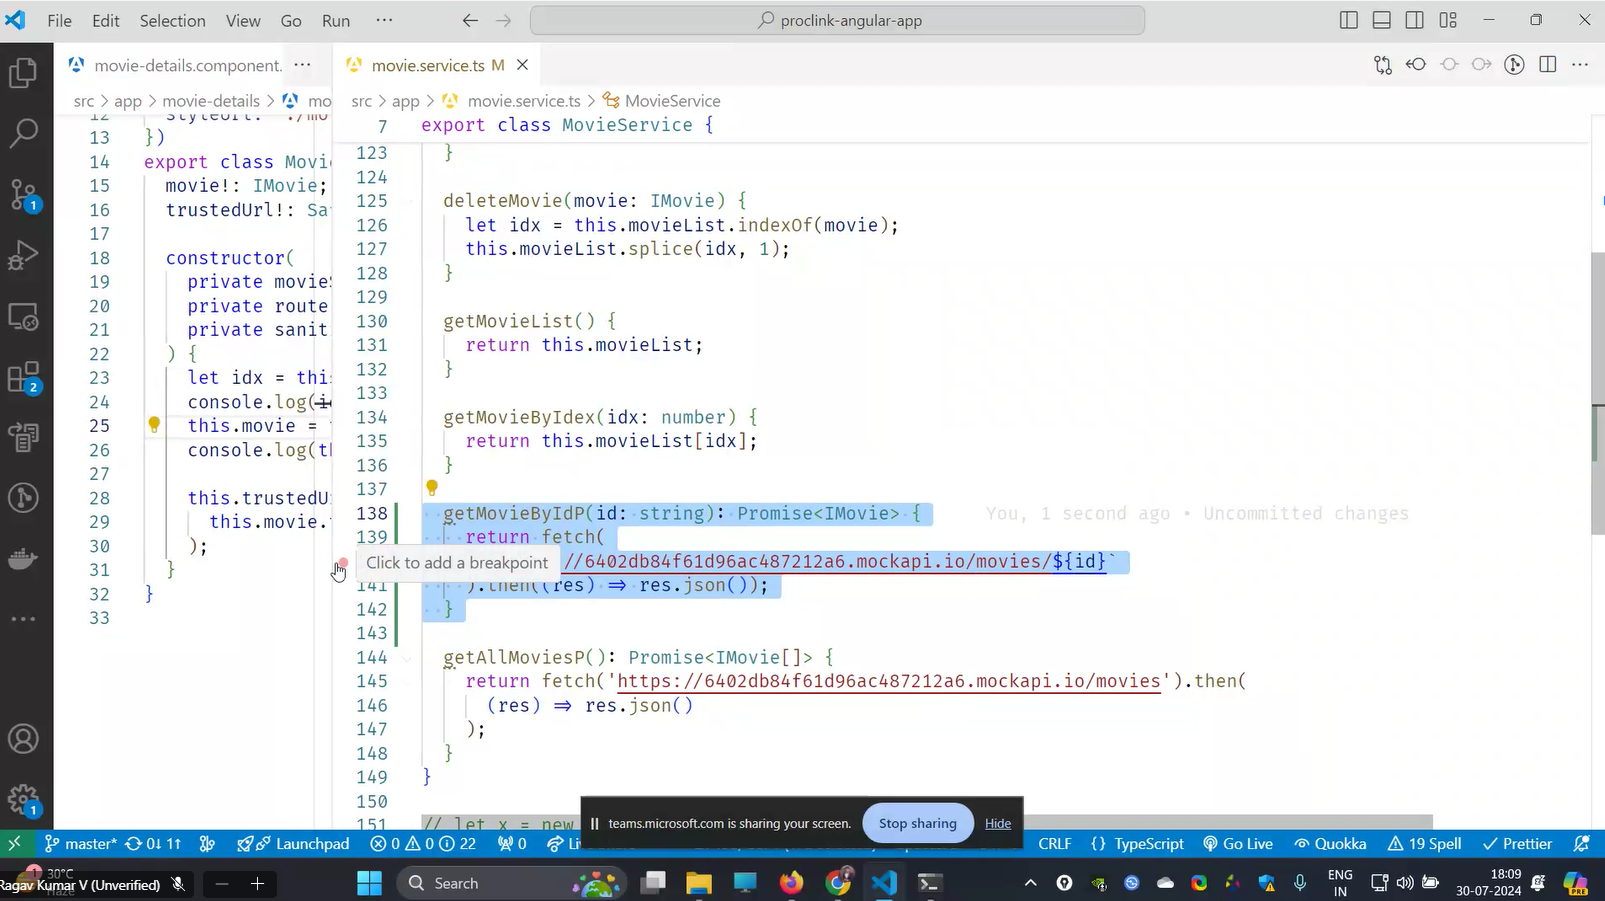 File Edit Selection View Go Run ··· proclink-angular-app
movie-details.component. ···
movie.service.ts M
src > app > movie-details > mo
src > app > movie.service.ts > MovieService
12
13 })
14 export class Movie
15 movie!: IMovie;
16 trustedUrl!: Sa
17
18 constructor(
19 private movieS
20 private route
21 private sanit
22 ) {
23 let idx = this
24 console.log(i
25 this.movie =
26 console.log(th
27
28 this.trustedU
29 this.movie.
30 );
31 }
32 }
33
7 export class MovieService {
123 }
124
125 deleteMovie(movie: IMovie) {
126 let idx = this.movieList.indexOf(movie);
127 this.movieList.splice(idx, 1);
128 }
129
130 getMovieList() {
131 return this.movieList;
132 }
133
134 getMovieByIdex(idx: number) {
135 return this.movieList[idx];
136 }
137
138 getMovieByIdP(id: string): Promise<IMovie> { You, 1 second ago • Uncommitted changes
139 return fetch(
Click to add a breakpoint //6402db84f61d96ac487212a6.mockapi.io/movies/${id}`
141 ).then((res) => res.json());
142 }
143
144 getAllMoviesP(): Promise<IMovie[]> {
145 return fetch('https://6402db84f61d96ac487212a6.mockapi.io/movies').then(
146 (res) => res.json()
147 );
148 }
149 }
150
151 // let x = new
teams.microsoft.com is sharing your screen. Stop sharing Hide
master* 0↓ 1↑ Launchpad 0 0 22 0 Liv CRLF {} TypeScript Go Live Quokka 19 Spell Prettier
30°C
Haze
Ragav Kumar V (Unverified)
Search
ENG
IN
18:09
30-07-2024
PRE
1
2
1